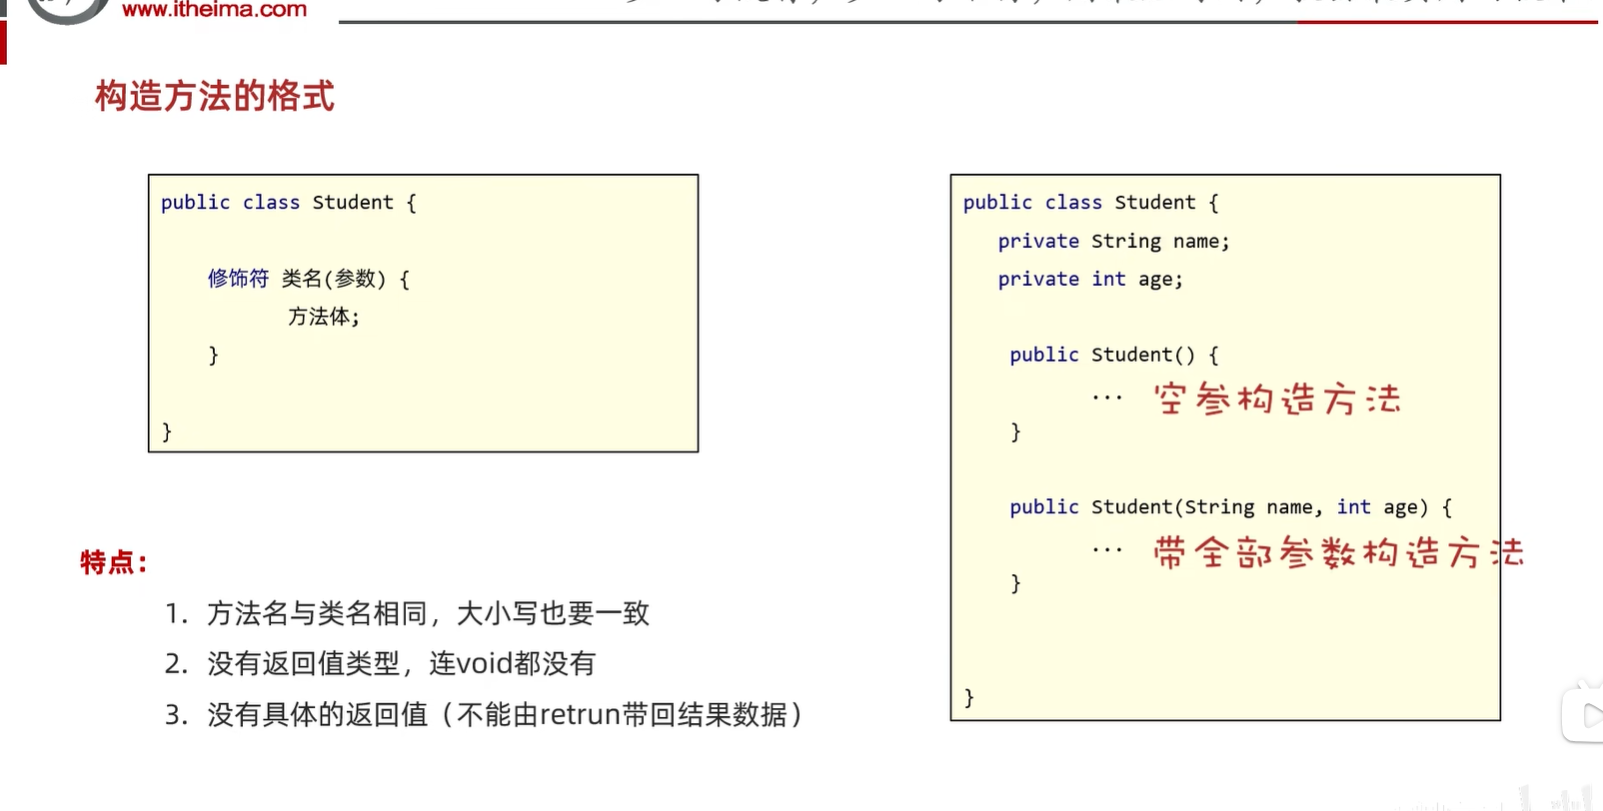 www.itheima.com
构造方法的格式
public class Student {
修饰符 类名(参数) {
方法体;
}
}
特点：
1. 方法名与类名相同，大小写也要一致
2. 没有返回值类型，连void都没有
3. 没有具体的返回值（不能由retrun带回结果数据）
public class Student {
private String name;
private int age;
public Student() {
... 空参构造方法
}
public Student(String name, int age) {
... 带全部参数构造方法
}
}